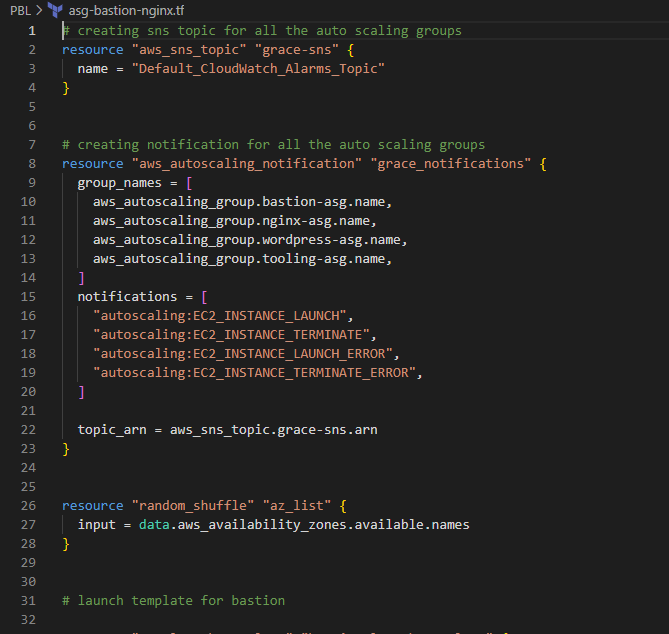 PBL > asg-bastion-nginx.tf
1 # creating sns topic for all the auto scaling groups
2 resource "aws_sns_topic" "grace-sns" {
3 name = "Default_CloudWatch_Alarms_Topic"
4 }
5
6
7 # creating notification for all the auto scaling groups
8 resource "aws_autoscaling_notification" "grace_notifications" {
9 group_names = [
10 aws_autoscaling_group.bastion-asg.name,
11 aws_autoscaling_group.nginx-asg.name,
12 aws_autoscaling_group.wordpress-asg.name,
13 aws_autoscaling_group.tooling-asg.name,
14 ]
15 notifications = [
16 "autoscaling:EC2_INSTANCE_LAUNCH",
17 "autoscaling:EC2_INSTANCE_TERMINATE",
18 "autoscaling:EC2_INSTANCE_LAUNCH_ERROR",
19 "autoscaling:EC2_INSTANCE_TERMINATE_ERROR",
20 ]
21
22 topic_arn = aws_sns_topic.grace-sns.arn
23 }
24
25
26 resource "random_shuffle" "az_list" {
27 input = data.aws_availability_zones.available.names
28 }
29
30
31 # launch template for bastion
32